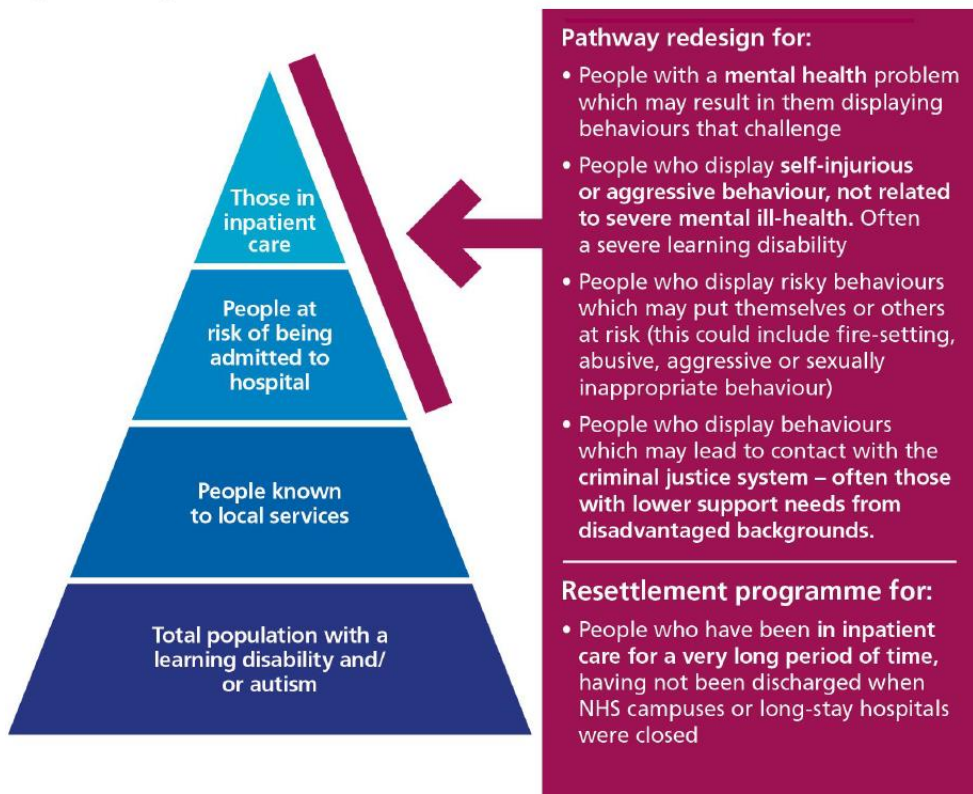 Those in
inpatient
care
People at
risk of being
admitted to
hospital
People known
to local services
Total population with a
learning disability and/
or autism
Pathway redesign for:
• People with a mental health problem
which may result in them displaying
behaviours that challenge
• People who display self-injurious
or aggressive behaviour, not related
to severe mental ill-health. Often
a severe learning disability
• People who display risky behaviours
which may put themselves or others
at risk (this could include fire-setting,
abusive, aggressive or sexually
inappropriate behaviour)
• People who display behaviours
which may lead to contact with the
criminal justice system – often those
with lower support needs from
disadvantaged backgrounds.
Resettlement programme for:
• People who have been in inpatient
care for a very long period of time,
having not been discharged when
NHS campuses or long-stay hospitals
were closed